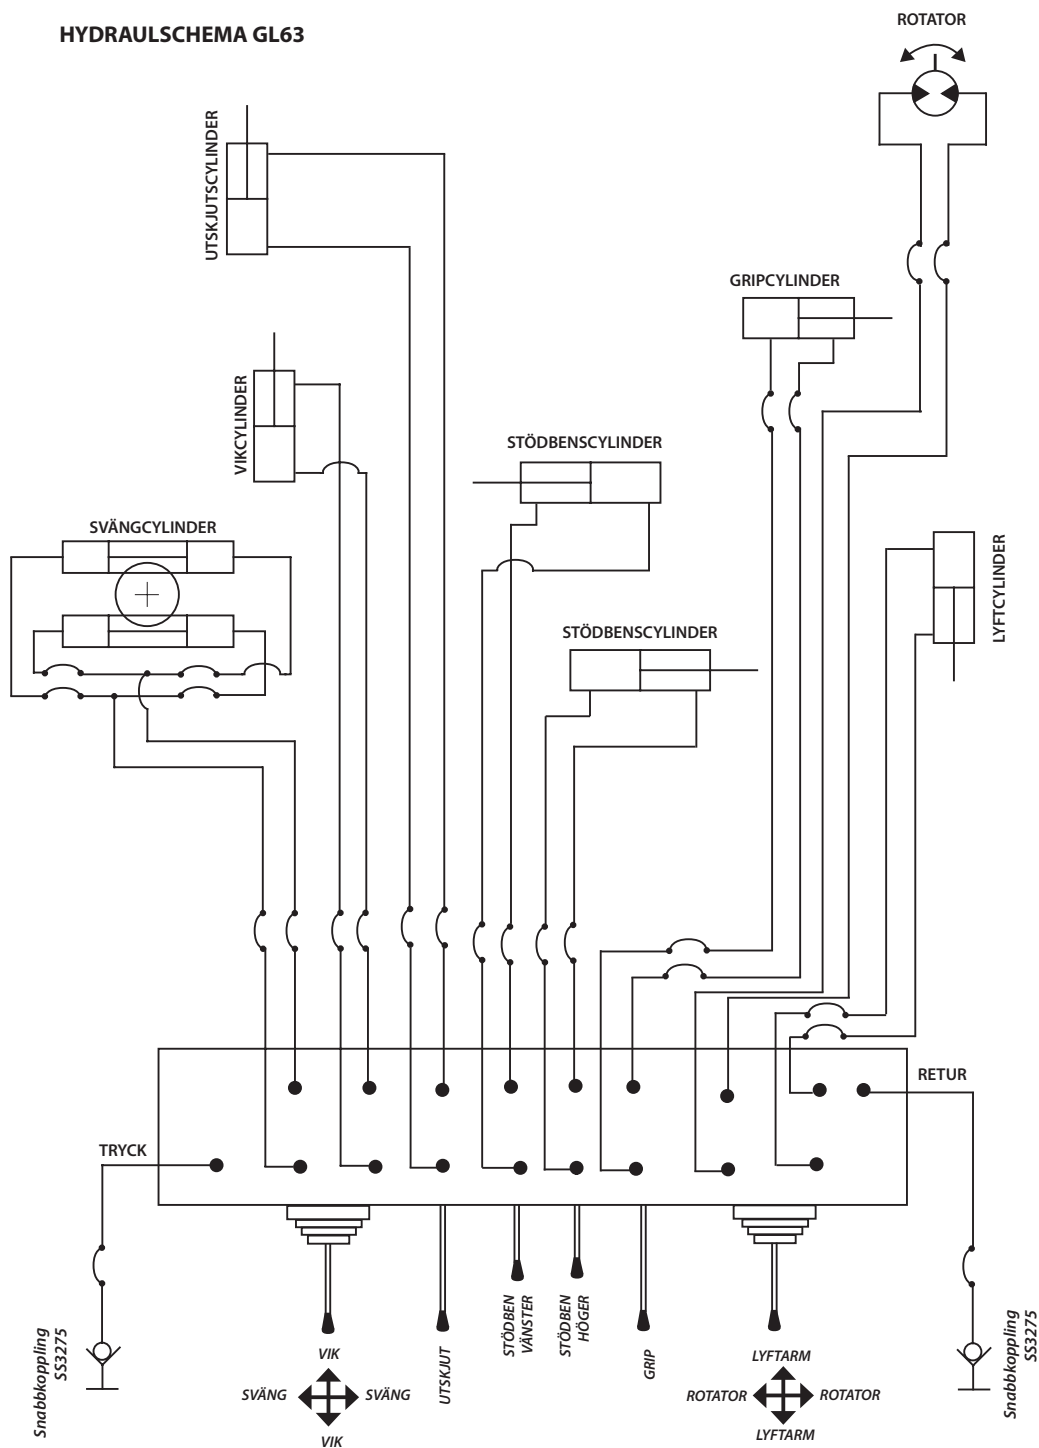 HYDRAULSCHEMA GL63
ROTATOR
UTSKJUTSCYLINDER
GRIPCYLINDER
VIKCYLINDER
STÖDBENSCYLINDER
SVÄNGCYLINDER
LYFTCYLINDER
STÖDBENSCYLINDER
RETUR
TRYCK
Snabbkoppling
SS3275
VIK
SVÄNG
SVÄNG
VIK
UTSKJUT
STÖDBEN
VÄNSTER
STÖDBEN
HÖGER
GRIP
LYFTARM
ROTATOR
ROTATOR
LYFTARM
Snabbkoppling
SS3275